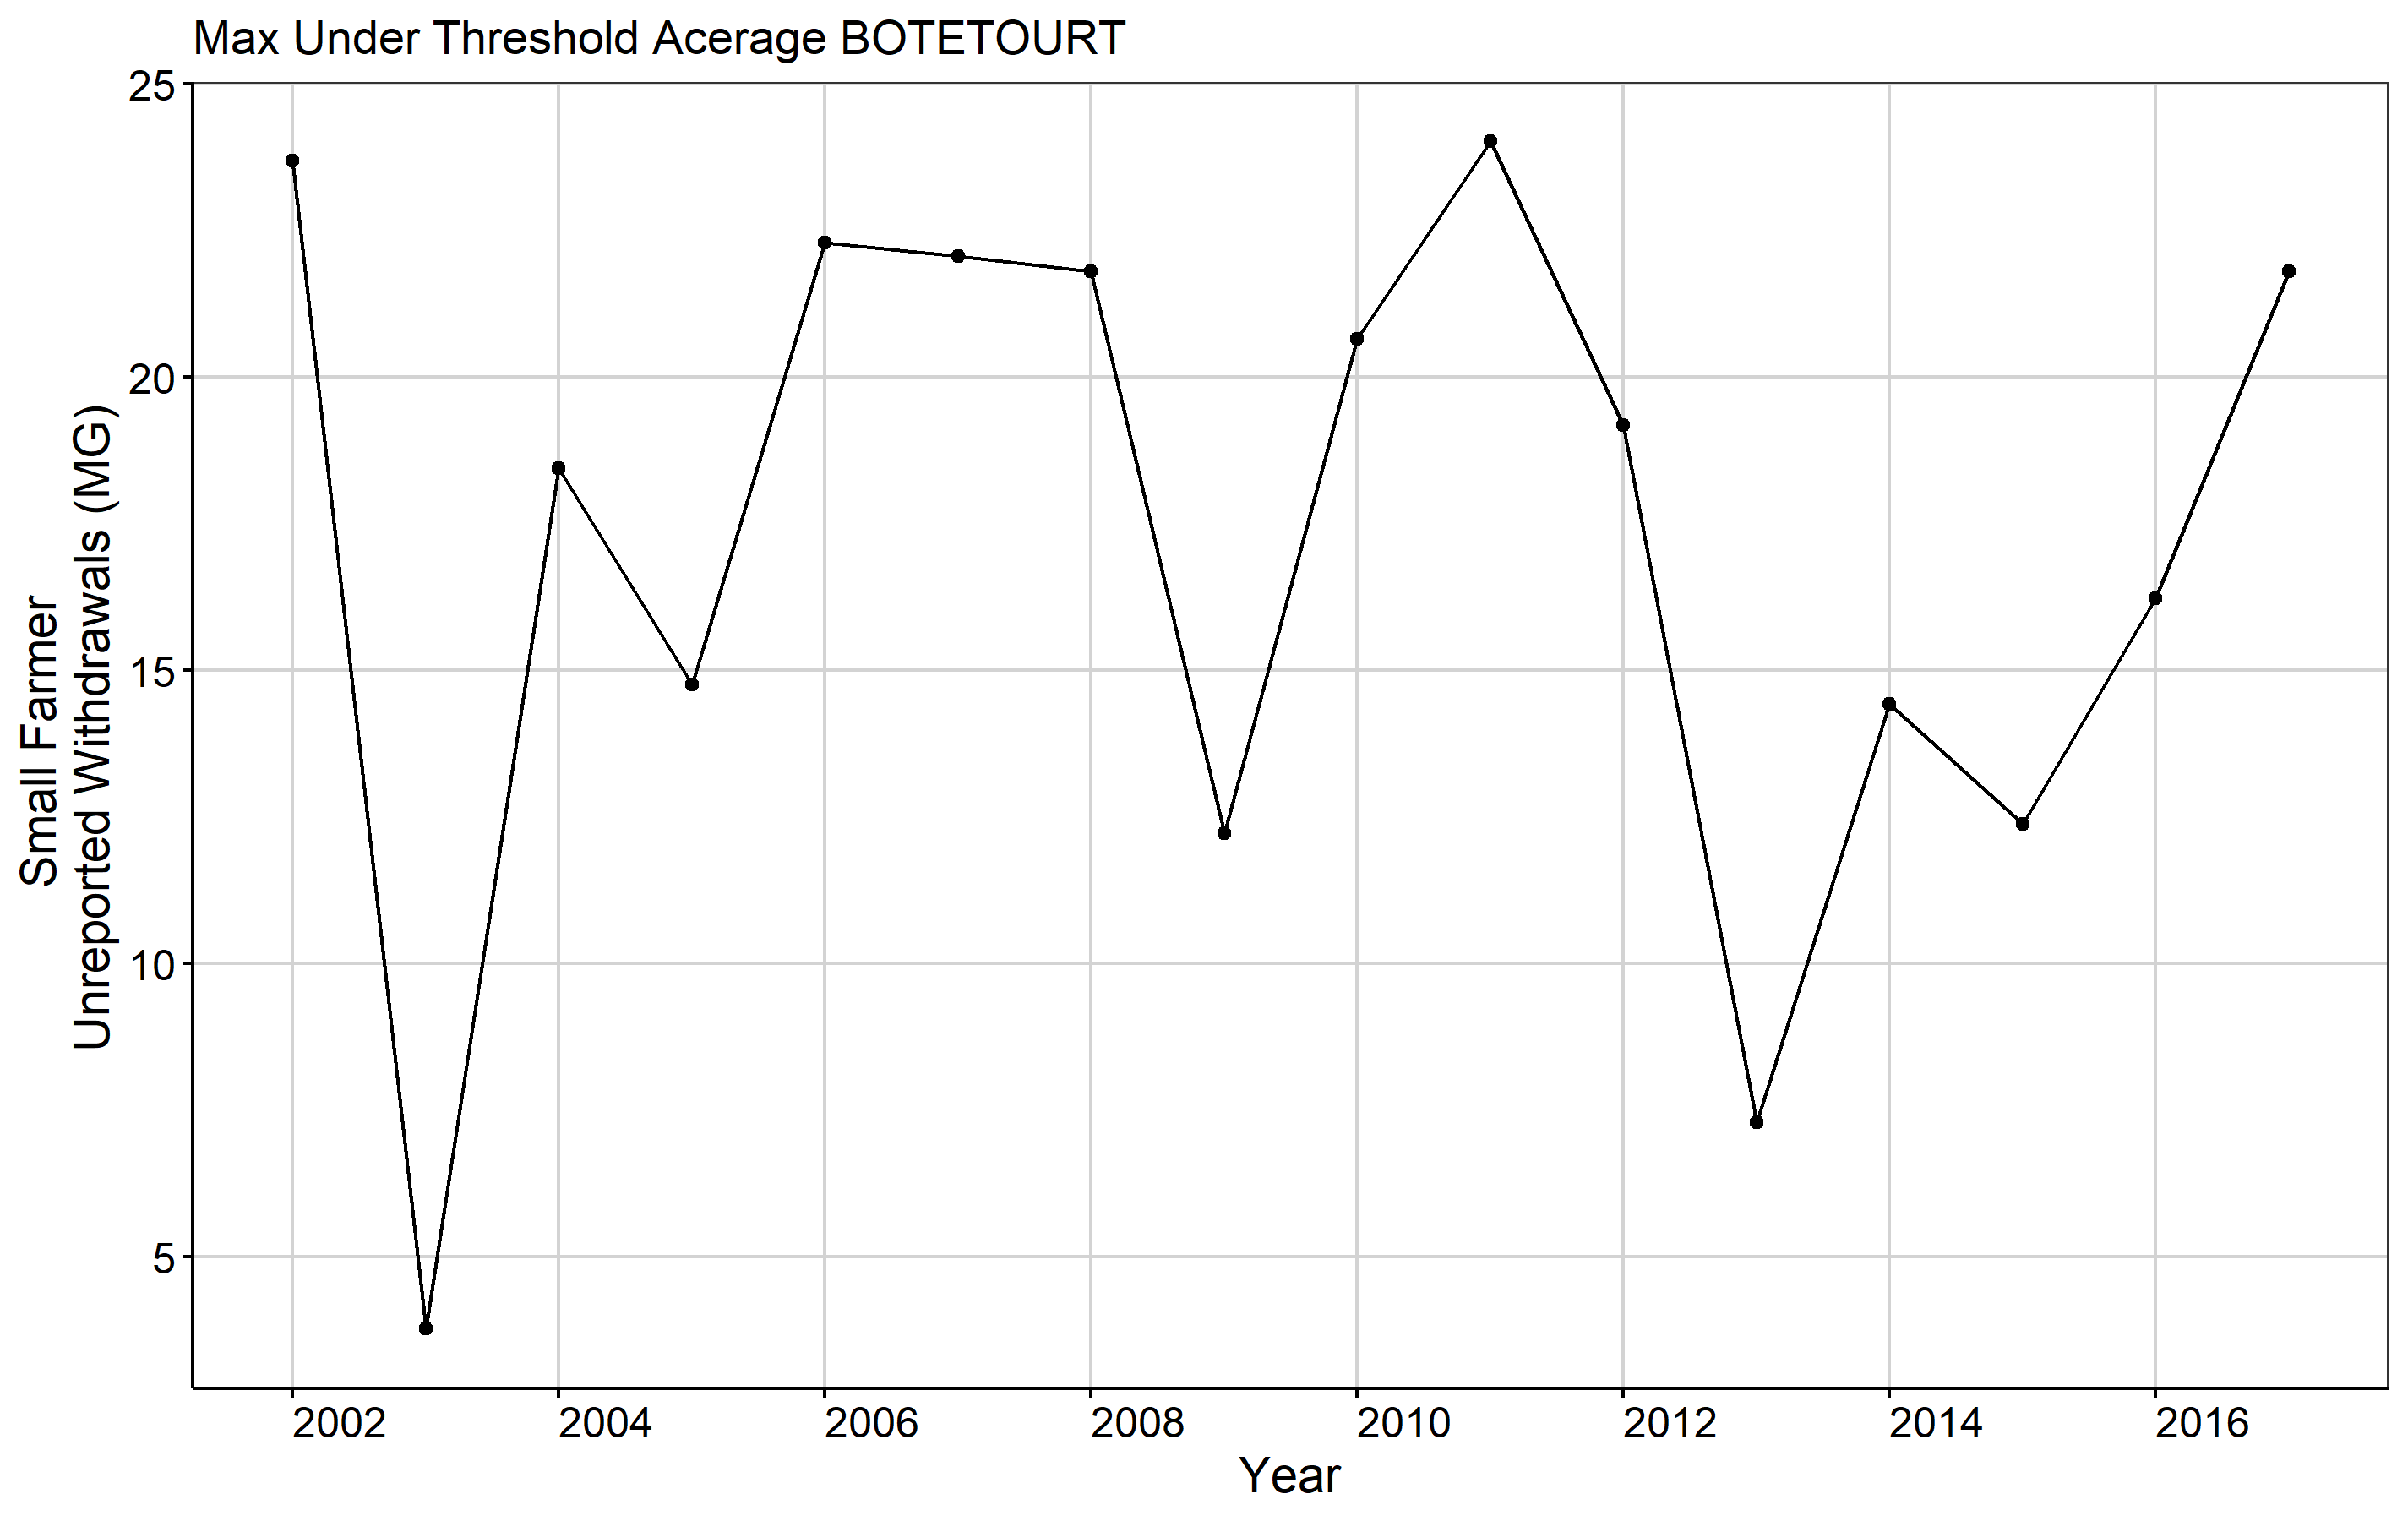 Max Under Threshold Acerage BOTETOURT
Small Farmer
Unreported Withdrawals (MG)
25
20
15
10
5
2002 2004 2006 2008 2010 2012 2014 2016
Year